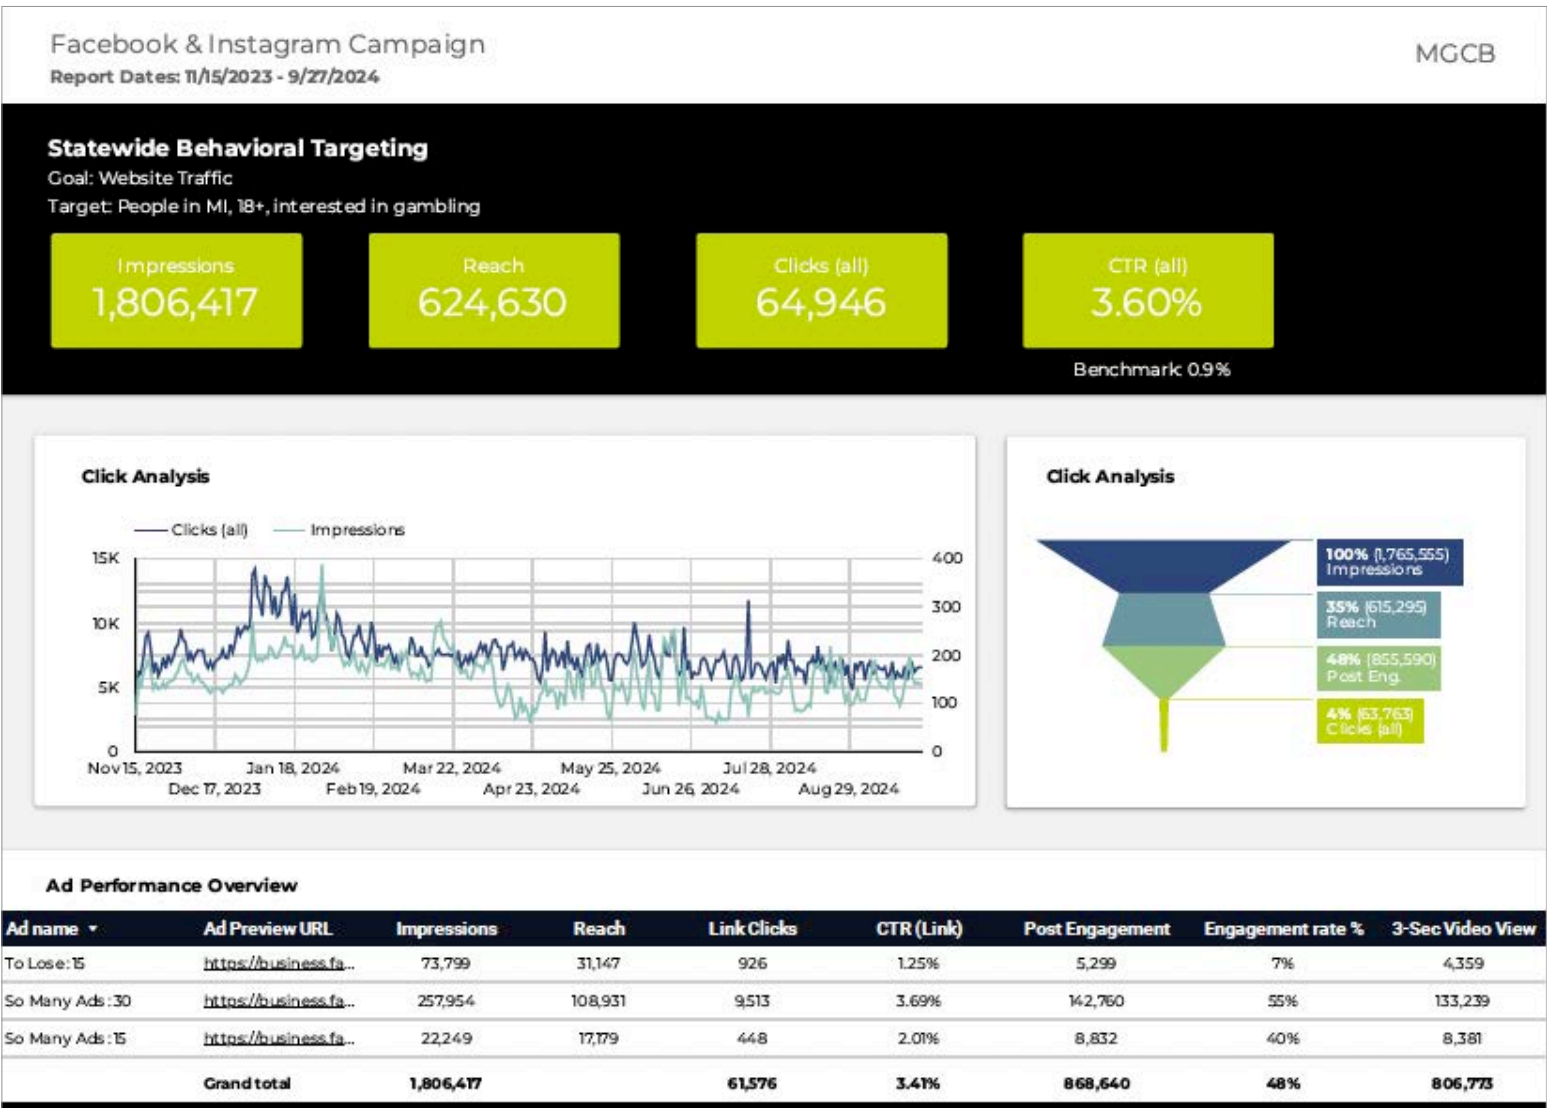 Facebook & Instagram Campaign
MGCB
Report Dates: 11/15/2023 - 9/27/2024
Statewide Behavioral Targeting
Goal: Website Traffic
Target: People in MI, 18+, interested in gambling
Impressions
1,806,417
Reach
624,630
Clicks (all)
64,946
CTR (all)
3.60%
Benchmark: 0.9%
Click Analysis
Clicks (all) Impressions
15K
10K
5K
0
400
300
200
100
0
Nov 15, 2023 Jan 18, 2024 Mar 22, 2024 May 25, 2024 Jul 28, 2024
Dec 17, 2023 Feb 19, 2024 Apr 23, 2024 Jun 26, 2024 Aug 29, 2024
Click Analysis
100% (1,765,555)
Impressions
35% (615,295)
Reach
48% (855,590)
Post Eng.
4% (63,763)
Clicks (all)
Ad Performance Overview
Ad name Ad Preview URL Impressions Reach Link Clicks CTR (Link) Post Engagement Engagement rate % 3-Sec Video View
To Lose :15 https://business.fa... 73,799 31,147 926 1.25% 5,299 7% 4,359
So Many Ads :30 https://business.fa... 257,954 108,931 9,513 3.69% 142,760 55% 133,239
So Many Ads :15 https://business.fa... 22,249 17,179 448 2.01% 8,832 40% 8,381
Grand total 1,806,417 61,576 3.41% 868,640 48% 806,773